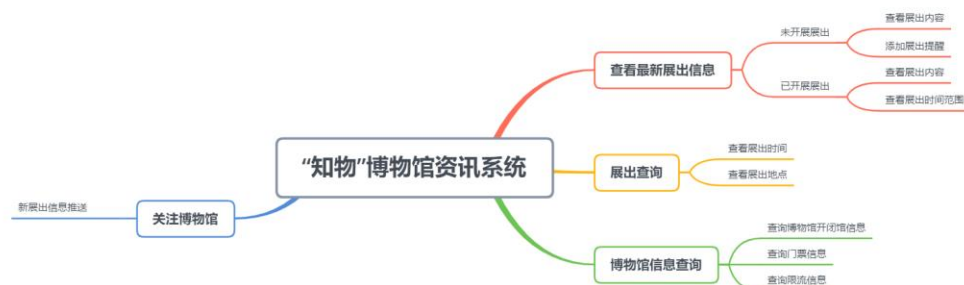 “知物”博物馆资讯系统
查看最新展出信息
未开展展出
查看展出内容
添加展出提醒
已开展展出
查看展出内容
查看展出时间范围
展出查询
查看展出时间
查看展出地点
博物馆信息查询
查询博物馆开闭馆信息
查询门票信息
查询限流信息
关注博物馆
新展出信息推送